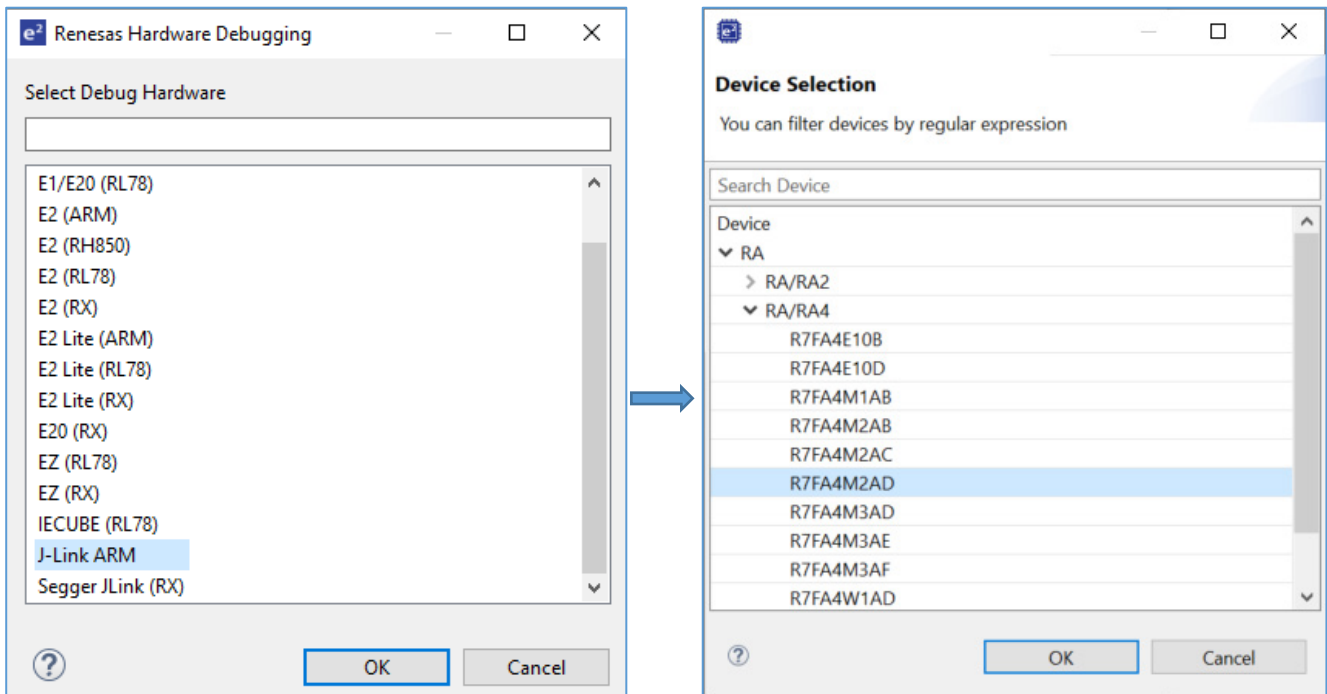 e² Renesas Hardware Debugging
Select Debug Hardware
E1/E20 (RL78)
E2 (ARM)
E2 (RH850)
E2 (RL78)
E2 (RX)
E2 Lite (ARM)
E2 Lite (RL78)
E2 Lite (RX)
E20 (RX)
EZ (RL78)
EZ (RX)
IECUBE (RL78)
J-Link ARM
Segger JLink (RX)
?
OK
Cancel
e²
Device Selection
You can filter devices by regular expression
Search Device
Device
RA
RA/RA2
RA/RA4
R7FA4E10B
R7FA4E10D
R7FA4M1AB
R7FA4M2AB
R7FA4M2AC
R7FA4M2AD
R7FA4M3AD
R7FA4M3AE
R7FA4M3AF
R7FA4W1AD
?
OK
Cancel